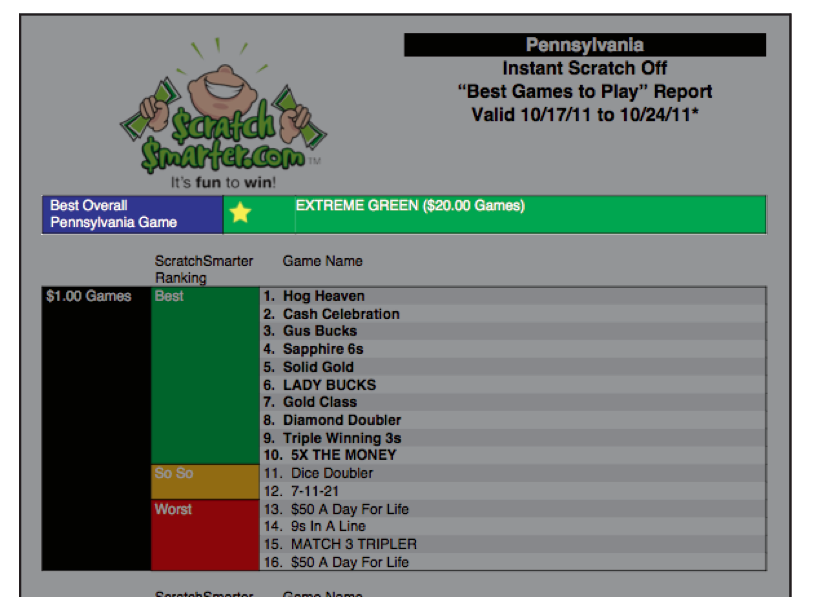 Pennsylvania
Instant Scratch Off
“Best Games to Play” Report
Valid 10/17/11 to 10/24/11*
$cratch
$marter.com TM
It's fun to win!
Best Overall
Pennsylvania Game
EXTREME GREEN ($20.00 Games)
ScratchSmarter Game Name
Ranking
$1.00 Games Best 1. Hog Heaven
2. Cash Celebration
3. Gus Bucks
4. Sapphire 6s
5. Solid Gold
6. LADY BUCKS
7. Gold Class
8. Diamond Doubler
9. Triple Winning 3s
10. 5X THE MONEY
So So 11. Dice Doubler
12. 7-11-21
Worst 13. $50 A Day For Life
14. 9s In A Line
15. MATCH 3 TRIPLER
16. $50 A Day For Life
ScratchSmarter Game Name